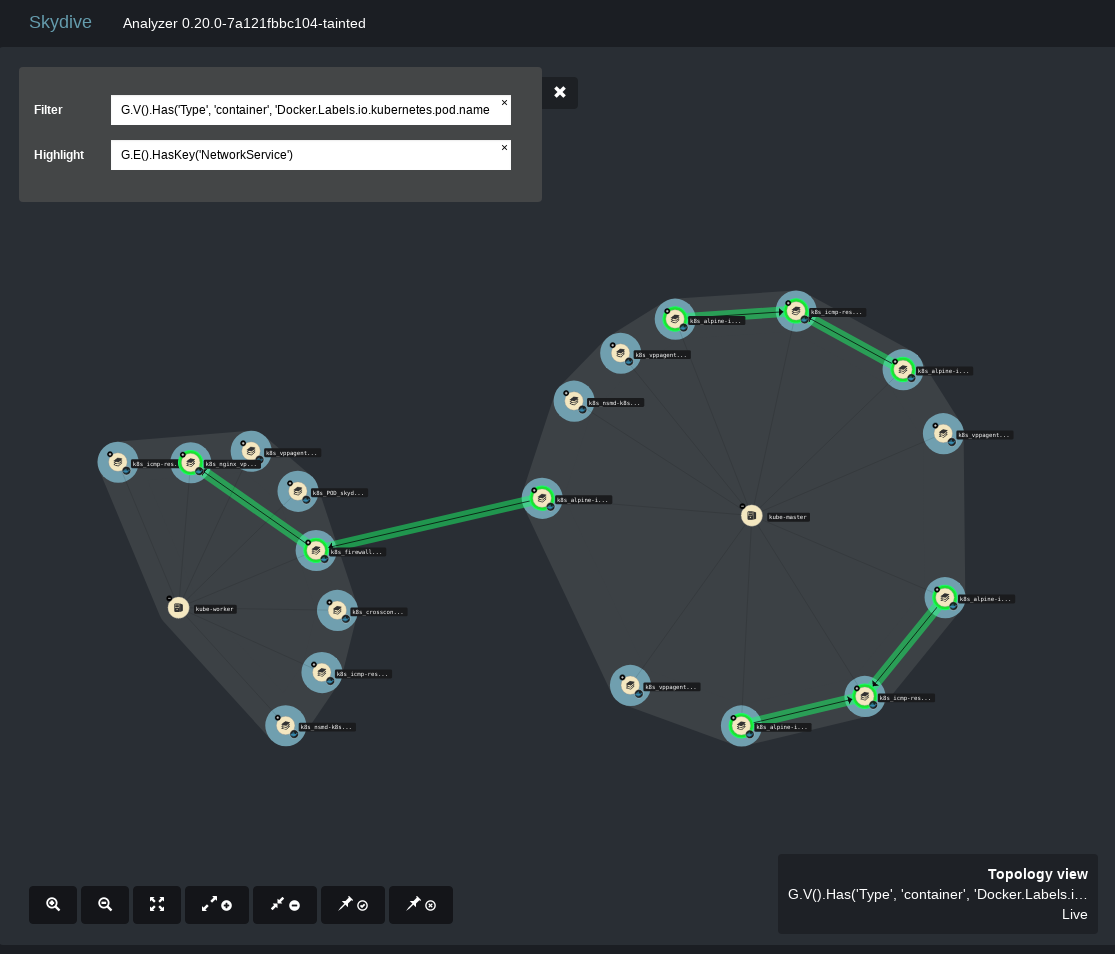 Skydive Analyzer 0.20.0-7a121fbbc104-tainted
Filter G.V().Has('Type', 'container', 'Docker.Labels.io.kubernetes.pod.name
Highlight G.E().HasKey('NetworkService')
k8s_alpine-i...
k8s_icmp-res...
k8s_vppagent...
k8s_alpine-i...
k8s_nsmd-k8s...
k8s_vppagent...
k8s_icmp-res...
k8s_nginx_vp...
k8s_vppagent...
k8s_POD_skyd...
k8s_alpine-i...
kube-master
k8s_firewall...
kube-worker
k8s_crosscon...
k8s_alpine-i...
k8s_icmp-res...
k8s_vppagent...
k8s_icmp-res...
k8s_nsmd-k8s...
k8s_alpine-i...
Topology view
G.V().Has('Type', 'container', 'Docker.Labels.i...
Live